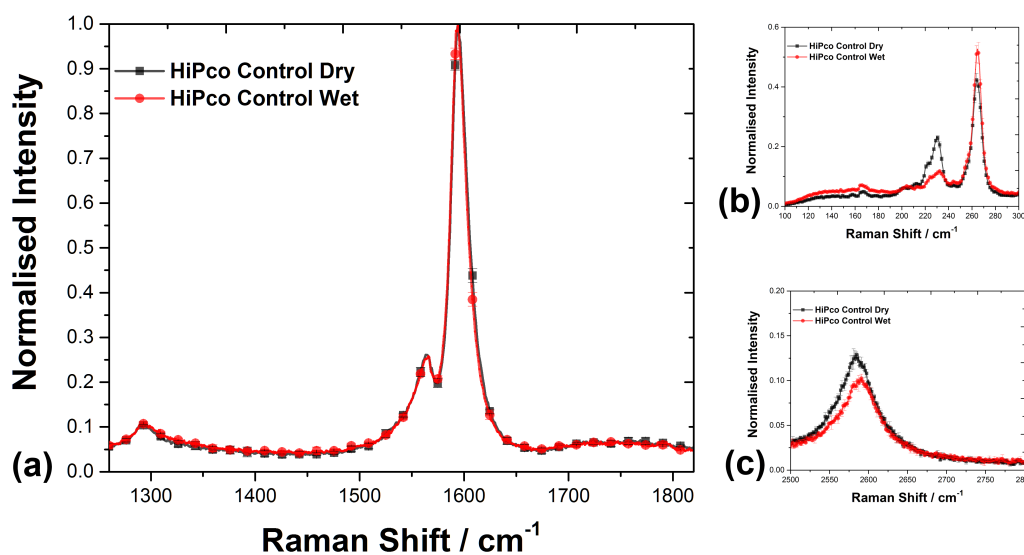 Normalised Intensity
1.0
0.9
0.8
0.7
0.6
0.5
0.4
0.3
0.2
0.1
0.0
HiPco Control Dry
HiPco Control Wet
(a)
1300 1400 1500 1600 1700 1800
Raman Shift / cm-1
Normalised Intensity
0.6
0.4
0.2
0.0
HiPco Control Dry
HiPco Control Wet
(b)
100 120 140 160 180 200 220 240 260 280 300
Raman Shift / cm-1
Normalised Intensity
0.20
0.15
0.10
0.05
0.00
HiPco Control Dry
HiPco Control Wet
(c)
2500 2550 2600 2650 2700 2750 280
Raman Shift / cm-1